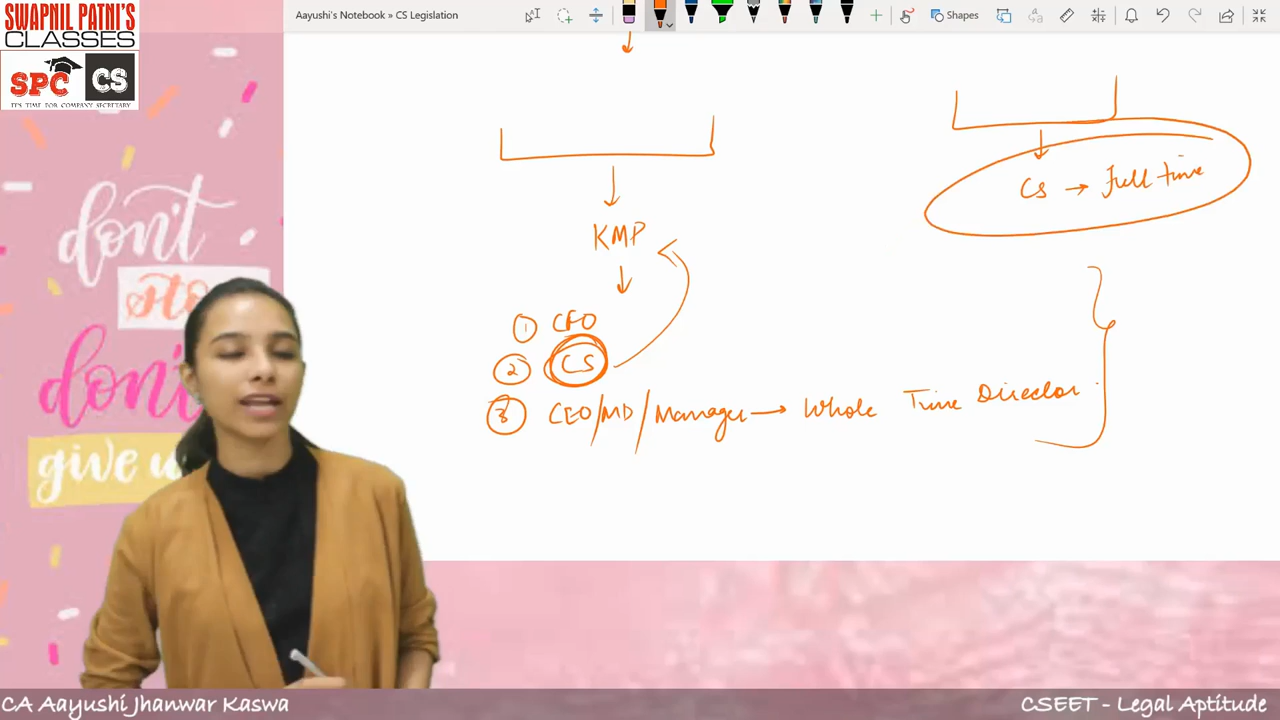 SWAPNIL PATNI'S
CLASSES
SPC CS
IT'S TIME FOR COMPANY SECRETARY
Aayushi's Notebook » CS Legislation
Shapes
CS → Full time
KMP
① CFO
② CS
③ CEO/MD/Manager → Whole Time Director
don't
sto
don't
give u
CA Aayushi Jhanwar Kaswa
CSEET - Legal Aptitude